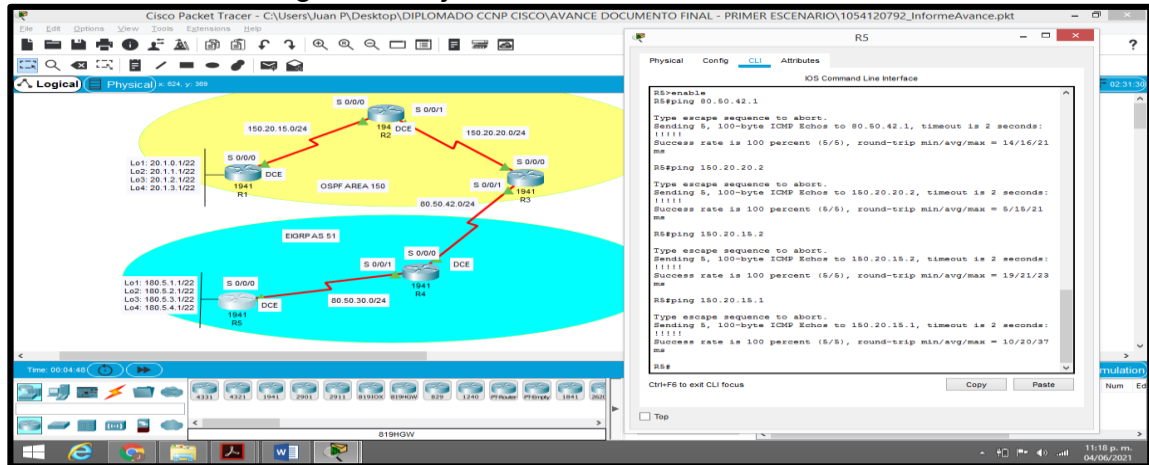 Cisco Packet Tracer - C:\Users\Juan P\Desktop\DIPLOMADO CCNP CISCO\AVANCE DOCUMENTO FINAL - PRIMER ESCENARIO\1054120792_InformeAvance.pkt
File Edit Options View Tools Extensions Help
Logical Physical x: 824, y: 389
02:31:30
S 0/0/0
S 0/0/1
194 DCE
R2
150.20.15.0/24
150.20.20.0/24
Lo1: 20.1.0.1/22
Lo2: 20.1.1.1/22
Lo3: 20.1.2.1/22
Lo4: 20.1.3.1/22
S 0/0/0
DCE
1941
R1
OSPF AREA 150
S 0/0/0
S 0/0/1
1941
R3
80.50.42.0/24
EIGRP AS 51
S 0/0/0
S 0/0/1
DCE
1941
R4
Lo1: 180.5.1.1/22
Lo2: 180.5.2.1/22
Lo3: 180.5.3.1/22
Lo4: 180.5.4.1/22
S 0/0/0
DCE
1941
R5
80.50.30.0/24
Time: 00:04:48
4331 4321 1941 2901 2911 819IOX 819HGW 829 1240 PT-Router PT-Empty 1841 2620
819HGW
R5
Physical Config CLI Attributes
IOS Command Line Interface
R5>enable
R5#ping 80.50.42.1
Type escape sequence to abort.
Sending 5, 100-byte ICMP Echos to 80.50.42.1, timeout is 2 seconds:
!!!!!
Success rate is 100 percent (5/5), round-trip min/avg/max = 14/16/21
ms
R5#ping 150.20.20.2
Type escape sequence to abort.
Sending 5, 100-byte ICMP Echos to 150.20.20.2, timeout is 2 seconds:
!!!!!
Success rate is 100 percent (5/5), round-trip min/avg/max = 5/15/21
ms
R5#ping 150.20.15.2
Type escape sequence to abort.
Sending 5, 100-byte ICMP Echos to 150.20.15.2, timeout is 2 seconds:
!!!!!
Success rate is 100 percent (5/5), round-trip min/avg/max = 19/21/23
ms
R5#ping 150.20.15.1
Type escape sequence to abort.
Sending 5, 100-byte ICMP Echos to 150.20.15.1, timeout is 2 seconds:
!!!!!
Success rate is 100 percent (5/5), round-trip min/avg/max = 10/20/37
ms
R5#
Ctrl+F6 to exit CLI focus
Copy Paste
Top
mulation
Num Ed
11:18 p. m.
04/06/2021